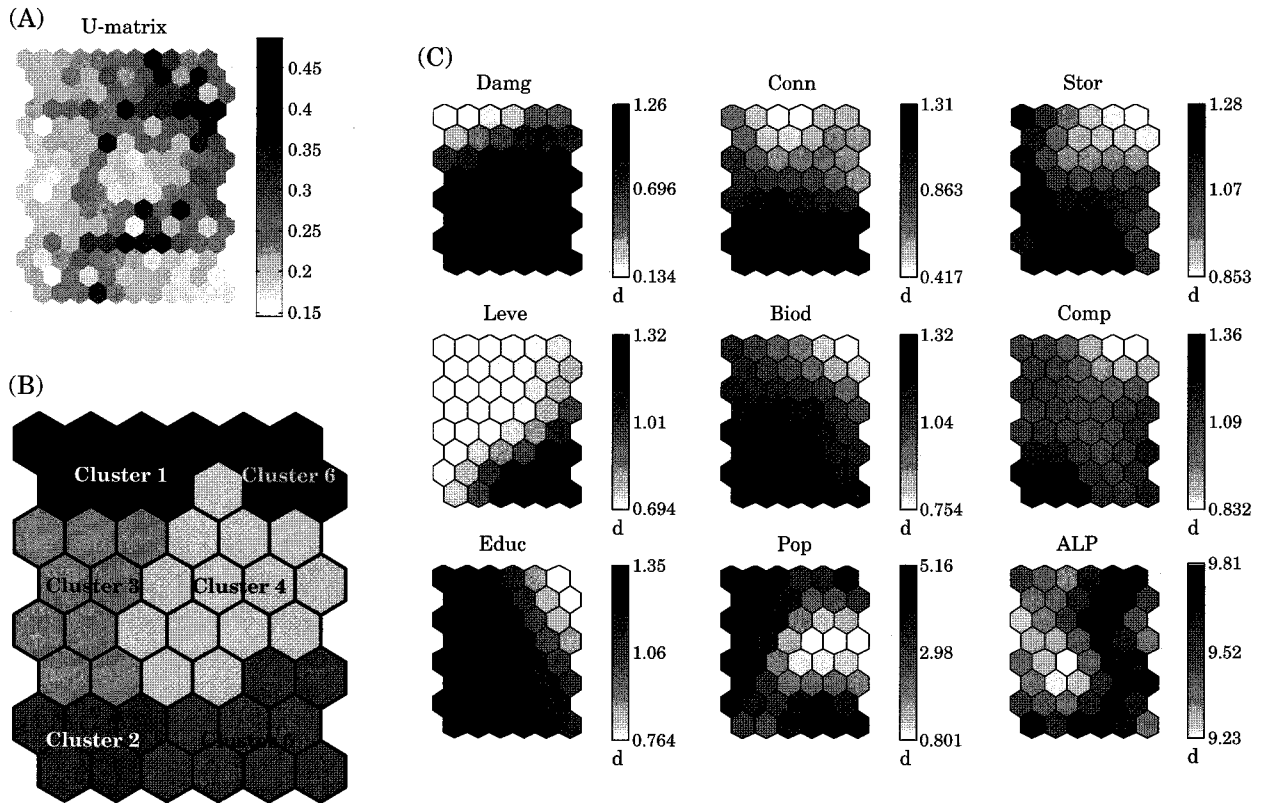 (A)
U-matrix
0.45
0.4
0.35
0.3
0.25
0.2
0.15
(B)
Cluster 1
Cluster 6
Cluster 3
Cluster 4
Cluster 2
(C)
Damg
1.26
0.696
0.134
d
Conn
1.31
0.863
0.417
d
Stor
1.28
1.07
0.853
d
Leve
1.32
1.01
0.694
d
Biod
1.32
1.04
0.754
d
Comp
1.36
1.09
0.832
d
Educ
1.35
1.06
0.764
d
Pop
5.16
2.98
0.801
d
ALP
9.81
9.52
9.23
d